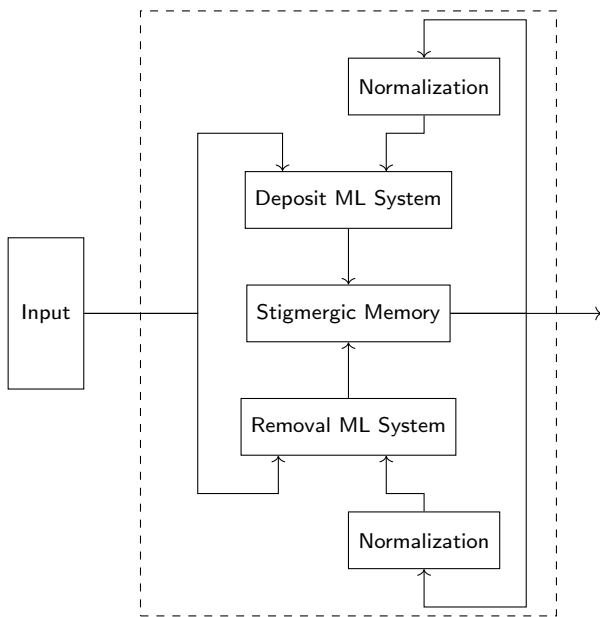 Normalization
Deposit ML System
Input
Stigmergic Memory
Removal ML System
Normalization